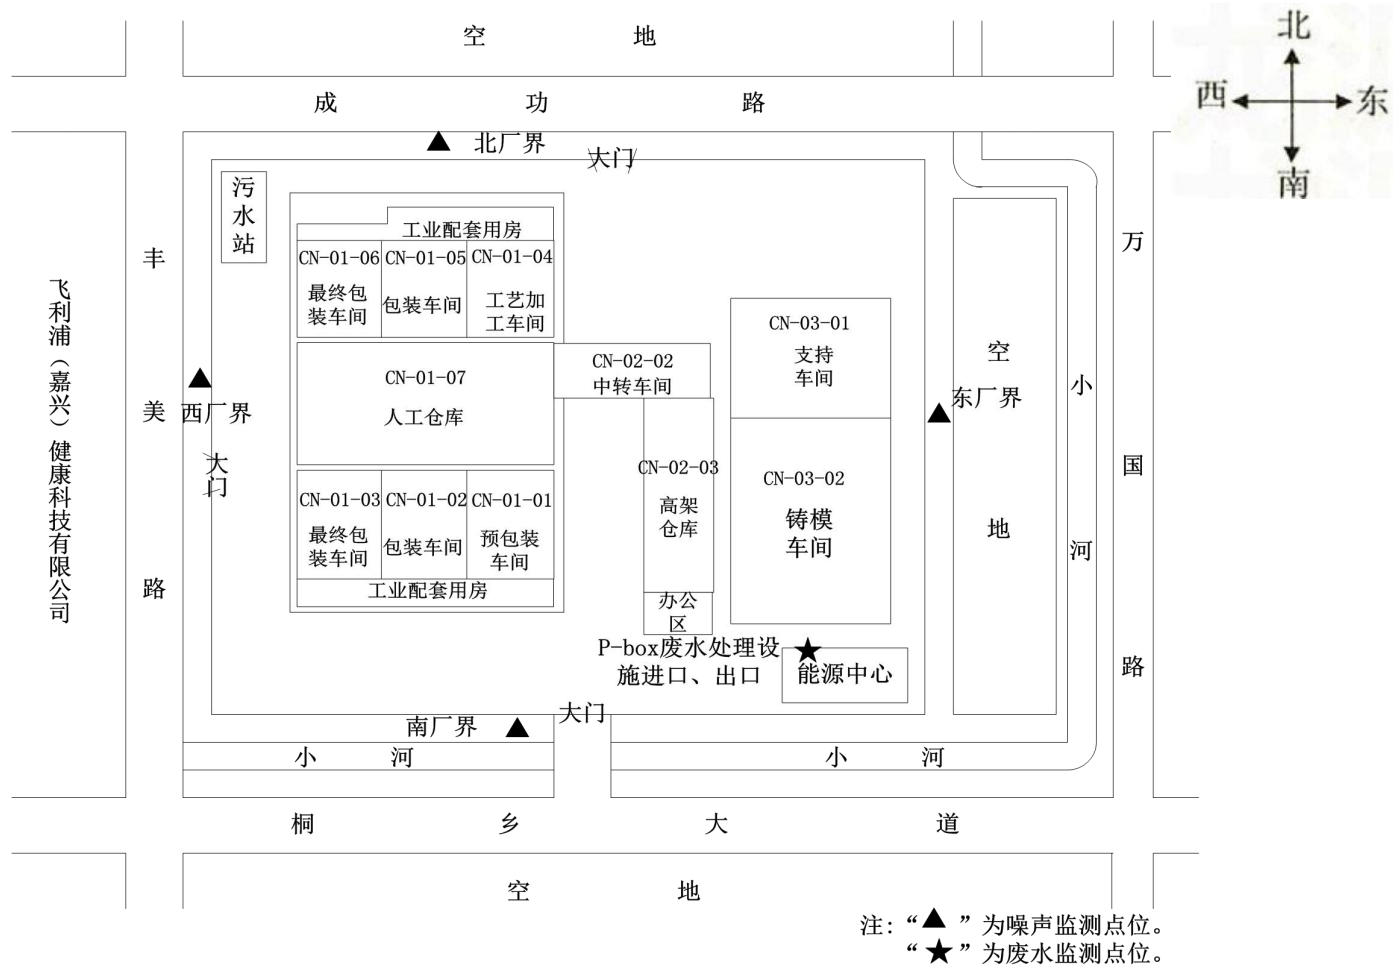 空 地
北
西 东
南
成 功 路
北厂界
大门
污水站
工业配套用房
CN-01-06
最终包
装车间
CN-01-05
包装车间
CN-01-04
工艺加
工车间
CN-01-07
人工仓库
CN-02-02
中转车间
CN-03-01
支持
车间
丰 美 路
万 国 路
飞利浦（嘉兴）健康科技有限公司
西厂界
大门
东厂界
空 地
小 河
CN-02-03
高架
仓库
CN-03-02
铸模
车间
CN-01-03
最终包
装车间
CN-01-02
包装车间
CN-01-01
预包装
车间
工业配套用房
办公
区
P-box废水处理设
施进口、出口
能源中心
南厂界
大门
小 河
小 河
桐 乡 大 道
空 地
注：“▲”为噪声监测点位。
“★”为废水监测点位。